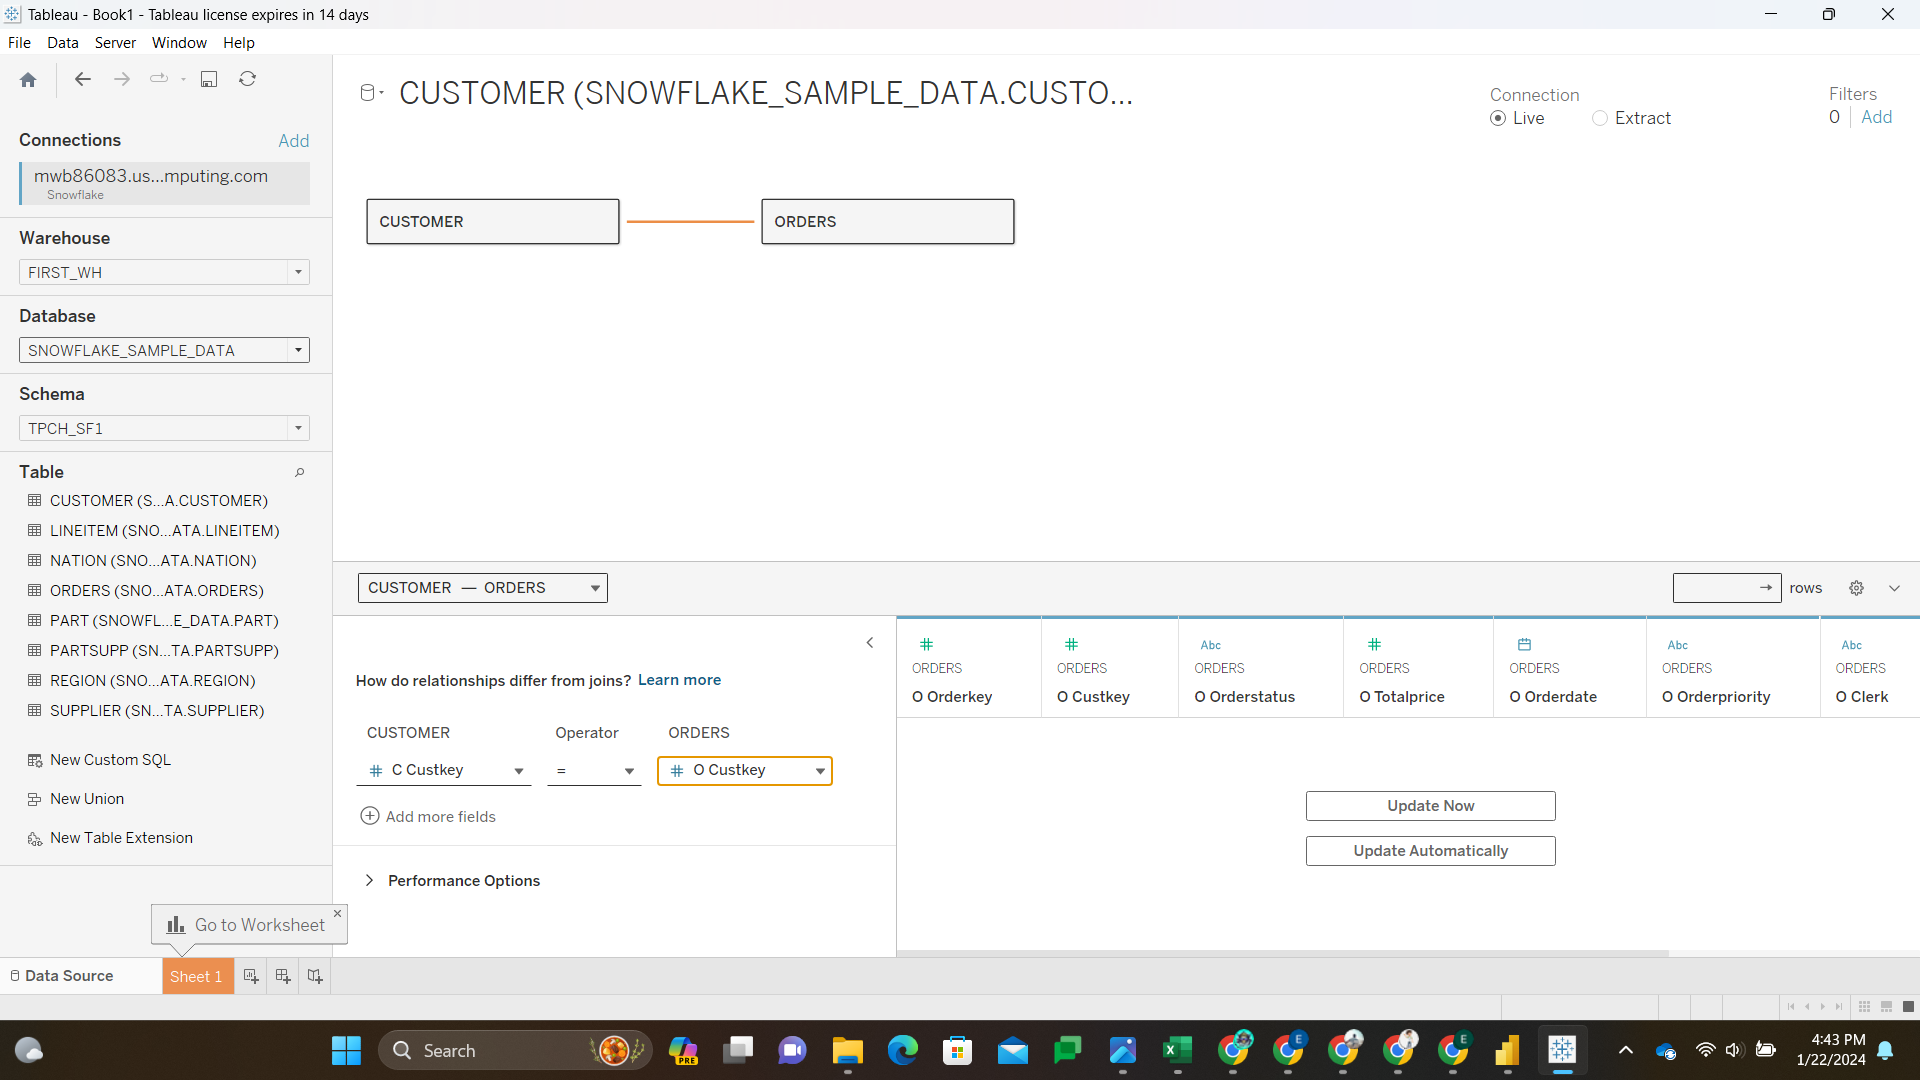 Tableau - Book1 - Tableau license expires in 14 days
File Data Server Window Help
CUSTOMER (SNOWFLAKE_SAMPLE_DATA.CUSTO...
Connection
Live Extract
Filters
0 Add
Connections Add
mwb86083.us...mputing.com
Snowflake
Warehouse
FIRST_WH
Database
SNOWFLAKE_SAMPLE_DATA
Schema
TPCH_SF1
Table
CUSTOMER (S...A.CUSTOMER)
LINEITEM (SNO...ATA.LINEITEM)
NATION (SNO...ATA.NATION)
ORDERS (SNO...ATA.ORDERS)
PART (SNOWFL...E_DATA.PART)
PARTSUPP (SN...TA.PARTSUPP)
REGION (SNO...ATA.REGION)
SUPPLIER (SN...TA.SUPPLIER)
New Custom SQL
New Union
New Table Extension
Go to Worksheet
CUSTOMER ORDERS
CUSTOMER — ORDERS
rows
How do relationships differ from joins? Learn more
CUSTOMER Operator ORDERS
# C Custkey = # O Custkey
Add more fields
Performance Options
# # Abc # Abc Abc
ORDERS ORDERS ORDERS ORDERS ORDERS ORDERS ORDERS
O Orderkey O Custkey O Orderstatus O Totalprice O Orderdate O Orderpriority O Clerk
Update Now
Update Automatically
Data Source Sheet 1
Search
PRE
E
E
4:43 PM
1/22/2024